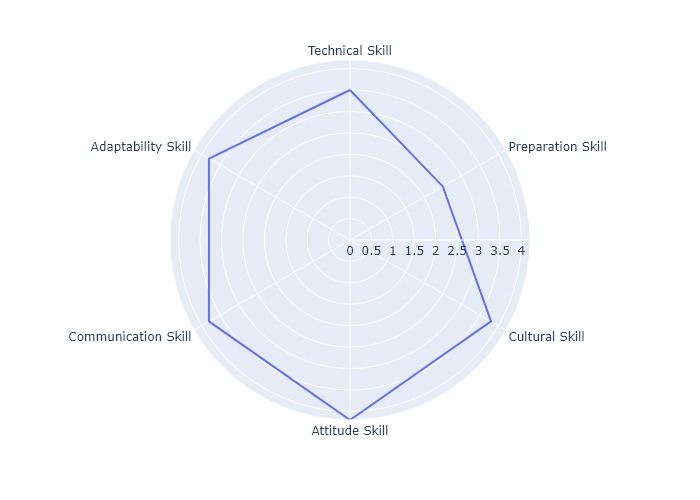 Technical Skill
Adaptability Skill
Preparation Skill
0 0.5 1 1.5 2 2.5 3 3.5 4
Communication Skill
Cultural Skill
Attitude Skill